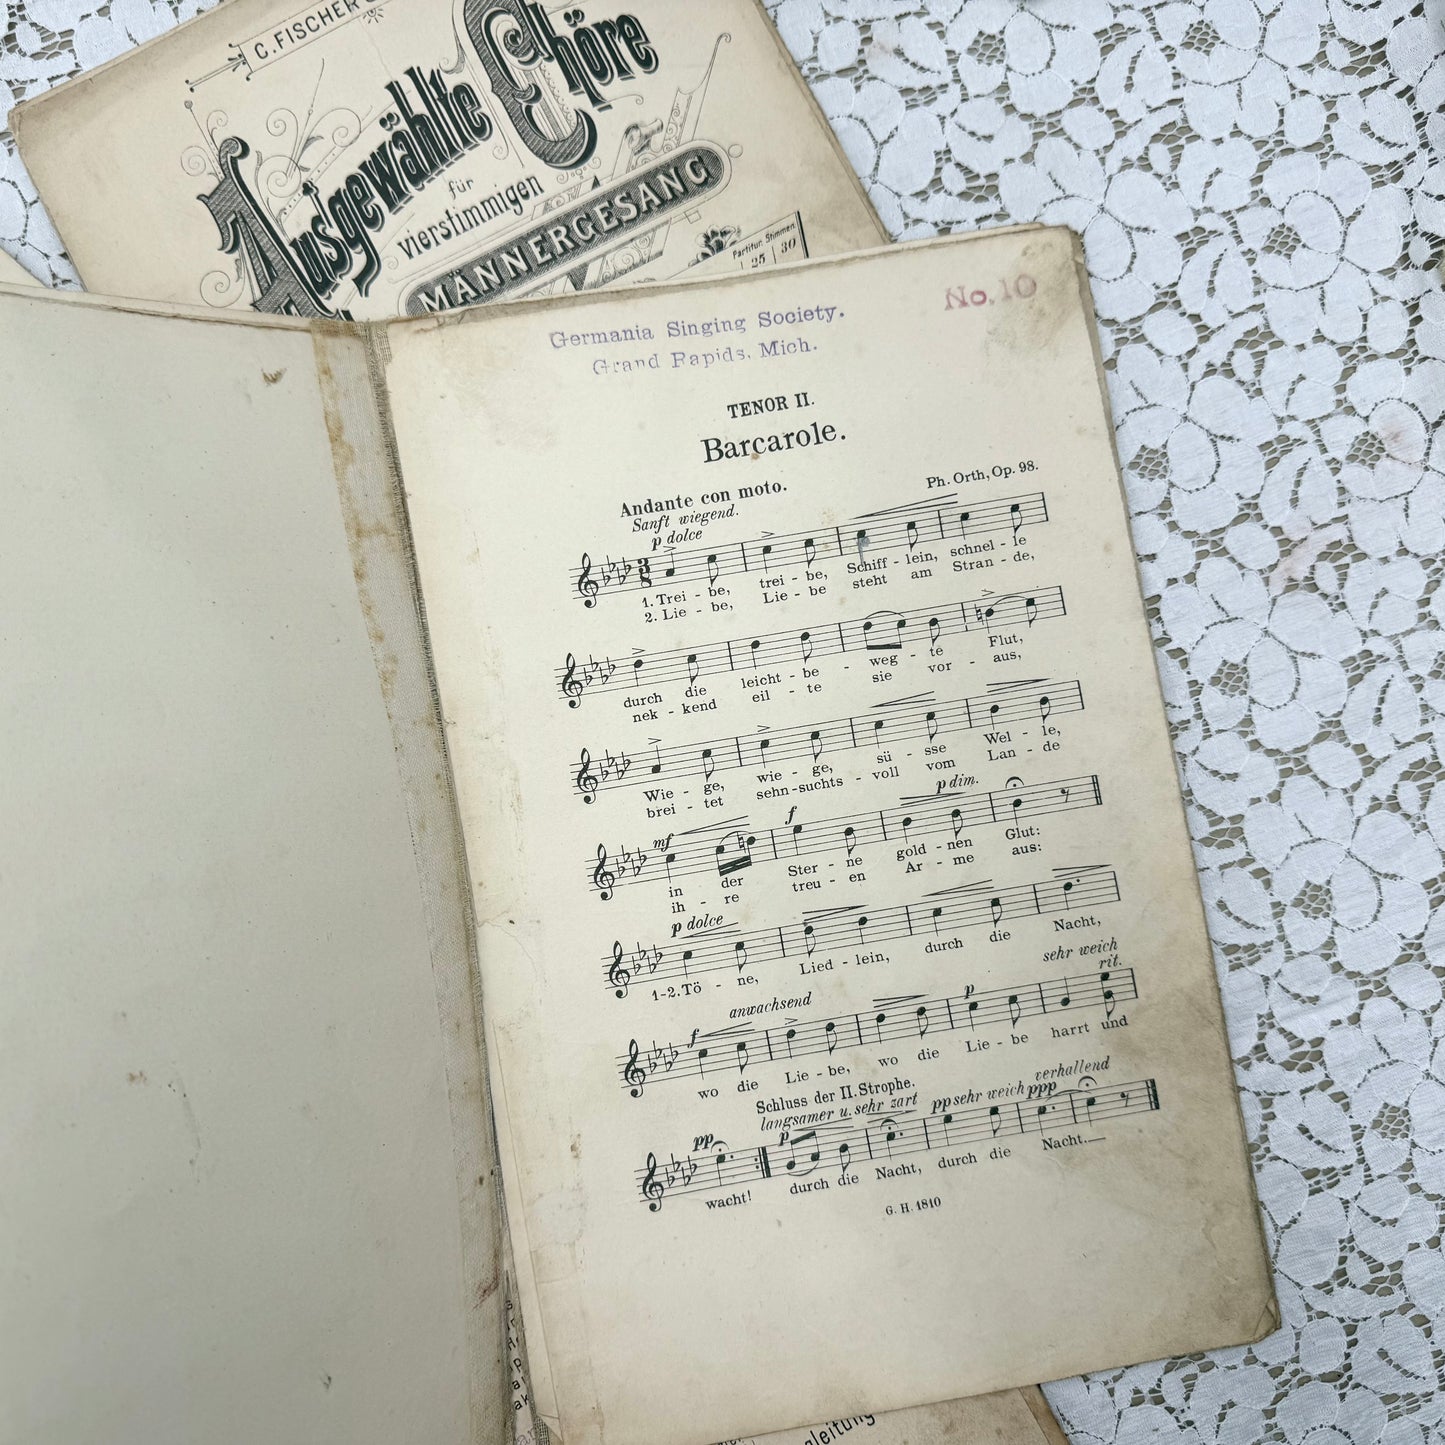 C. FISCHER
Ausgewählte Chöre
für
vierstimmigen
MÄNNERGESANG
Partitur. Stimmen.
25 | 30
Germania Singing Society.
Grand Rapids, Mich.
No. 10
TENOR II.
Barcarole.
Ph. Orth, Op. 98.
Andante con moto.
Sanft wiegend.
p dolce
3
8
1. Trei - be, trei - be, Schiff - lein, schnel - le
2. Lie - be, Lie - be steht am Stran - de,
durch die leicht - be - weg - te Flut,
nek - kend eil - te sie vor - aus,
Wie - ge, wie - ge, sü - sse Wel - le,
brei - tet sehn - suchts - voll vom Lan - de
mf f p dim.
in der Ster - ne gold - nen Glut:
ih - re treu - en Ar - me aus:
p dolce
1-2. Tö - ne, Lied - lein, durch die Nacht,
f anwachsend p sehr weich
rit.
wo die Lie - be, wo die Lie - be harrt und
Schluss der II. Strophe.
langsamer u. sehr zart
pp p pp sehr weich ppp verhallend
wacht! durch die Nacht, durch die Nacht.
G. H. 1810